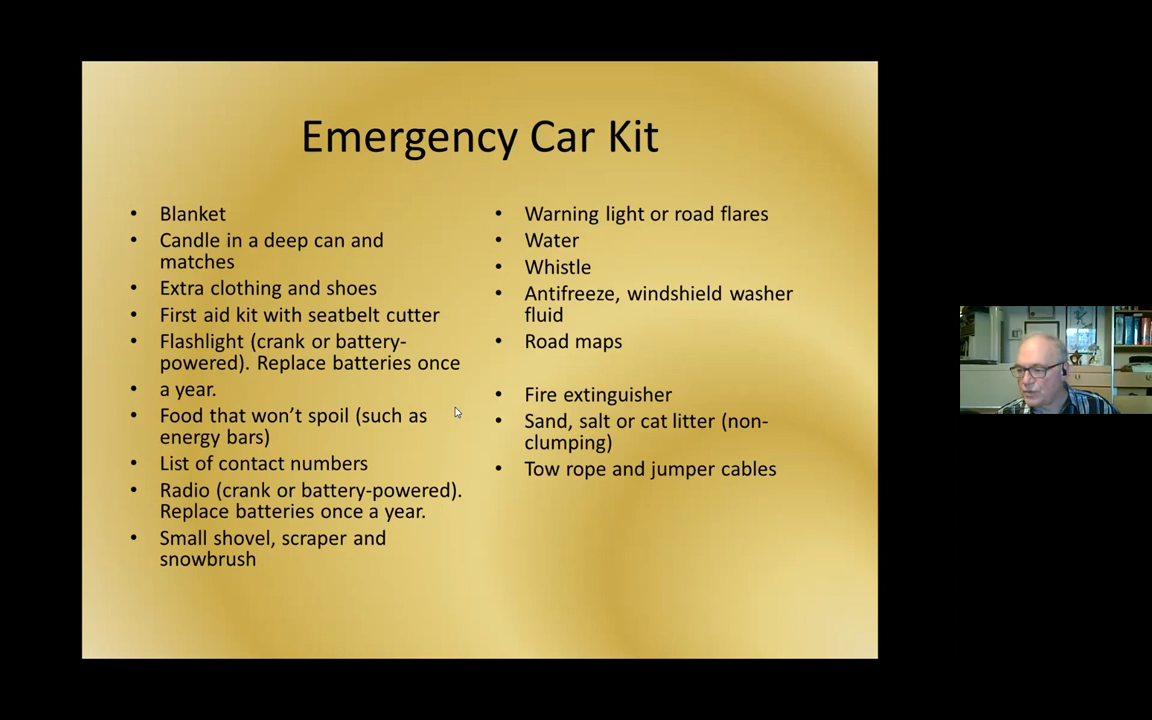 Emergency Car Kit
• Blanket
• Candle in a deep can and
matches
• Extra clothing and shoes
• First aid kit with seatbelt cutter
• Flashlight (crank or battery-
powered). Replace batteries once
• a year.
• Food that won’t spoil (such as
energy bars)
• List of contact numbers
• Radio (crank or battery-powered).
Replace batteries once a year.
• Small shovel, scraper and
snowbrush
• Warning light or road flares
• Water
• Whistle
• Antifreeze, windshield washer
fluid
• Road maps
• Fire extinguisher
• Sand, salt or cat litter (non-
clumping)
• Tow rope and jumper cables